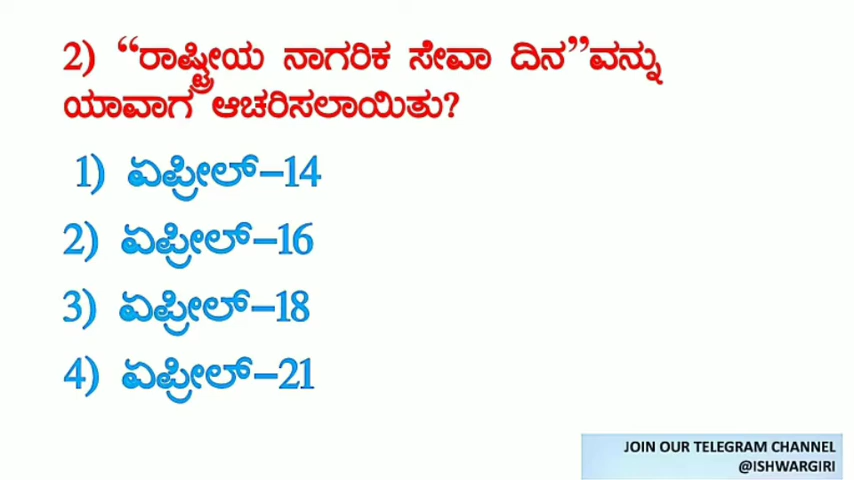 2) “ರಾಷ್ಟ್ರೀಯ ನಾಗರಿಕ ಸೇವಾ ದಿನ”ವನ್ನು
ಯಾವಾಗ ಆಚರಿಸಲಾಯಿತು?
1) ಏಪ್ರೀಲ್–14
2) ಏಪ್ರೀಲ್–16
3) ಏಪ್ರೀಲ್–18
4) ಏಪ್ರೀಲ್–21
JOIN OUR TELEGRAM CHANNEL
@ISHWARGIRI